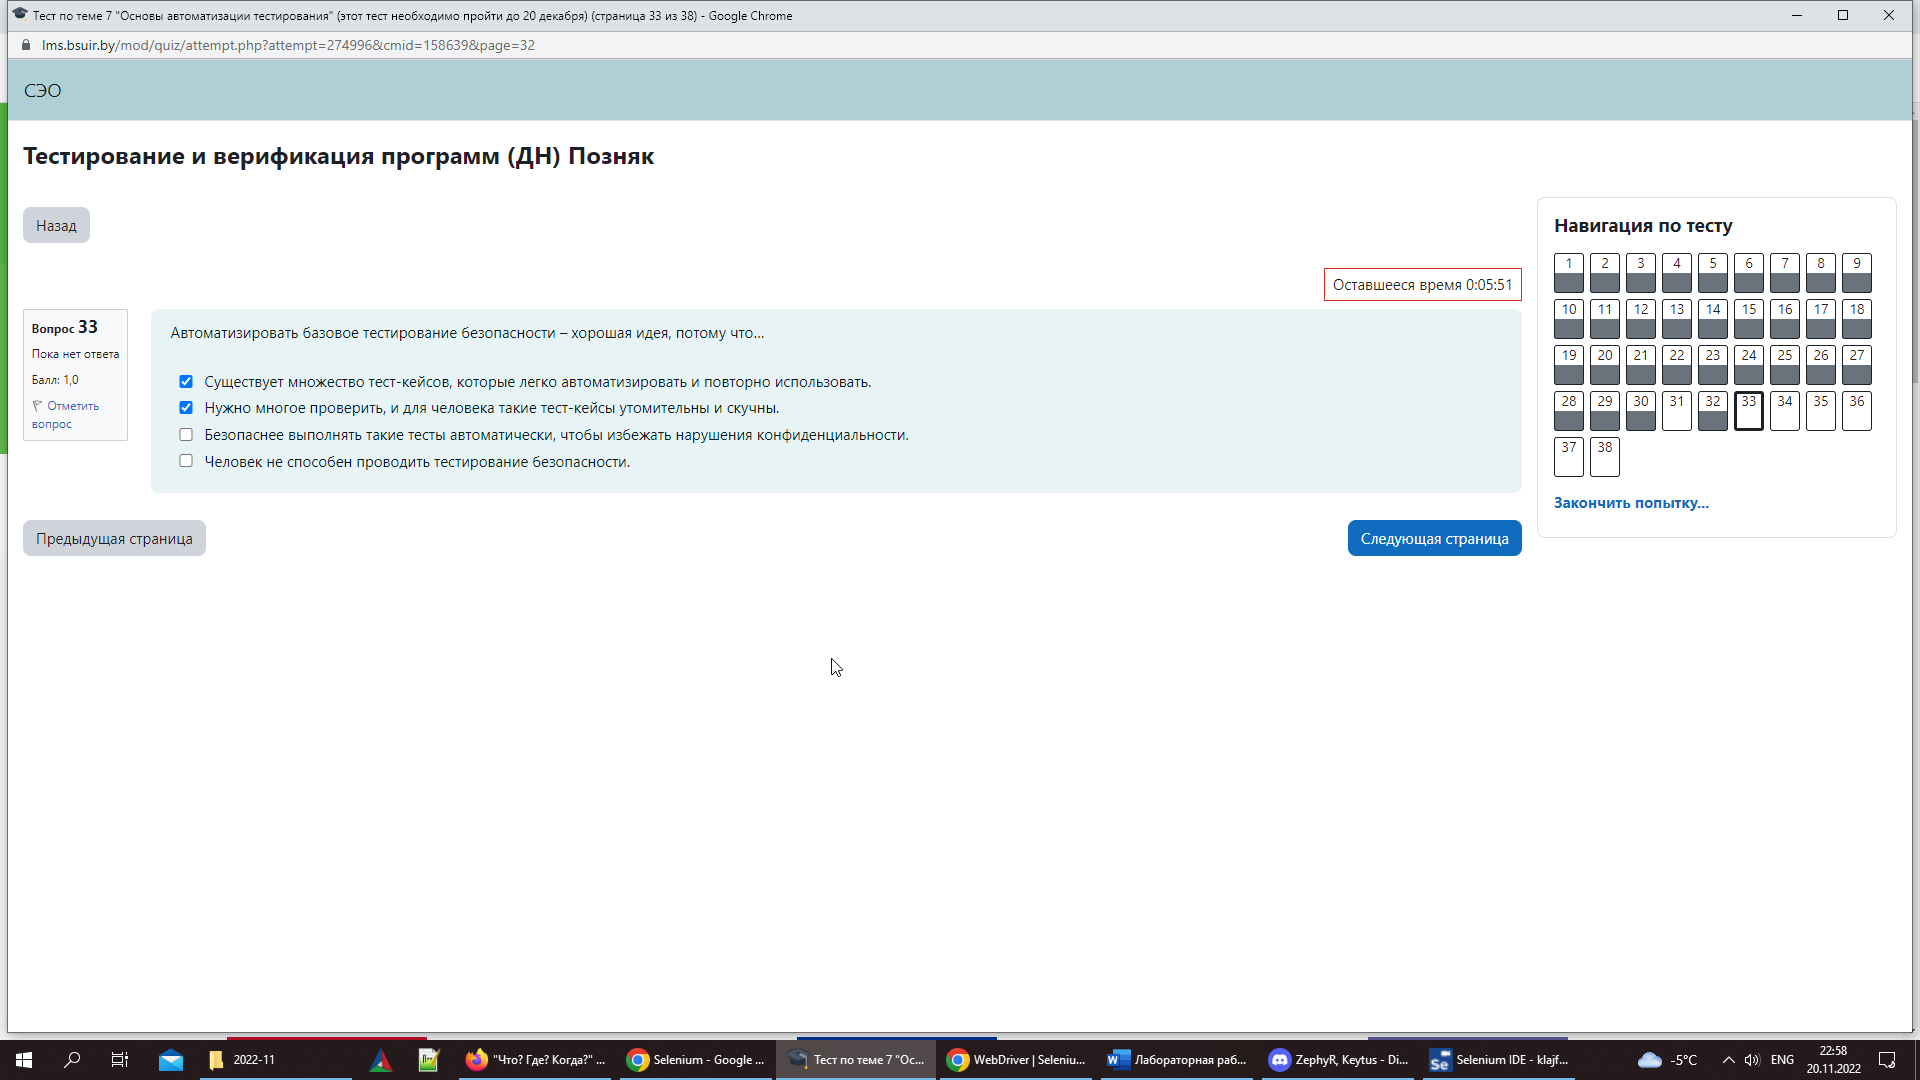 Тест по теме 7 "Основы автоматизации тестирования" (этот тест необходимо пройти до 20 декабря) (страница 33 из 38) - Google Chrome
lms.bsuir.by/mod/quiz/attempt.php?attempt=274996&cmid=158639&page=32
СЭО
Тестирование и верификация программ (ДН) Позняк
Назад
Оставшееся время 0:05:51
Вопрос 33
Пока нет ответа
Балл: 1,0
Отметить
вопрос
Автоматизировать базовое тестирование безопасности – хорошая идея, потому что...
Существует множество тест-кейсов, которые легко автоматизировать и повторно использовать.
Нужно многое проверить, и для человека такие тест-кейсы утомительны и скучны.
Безопаснее выполнять такие тесты автоматически, чтобы избежать нарушения конфиденциальности.
Человек не способен проводить тестирование безопасности.
Предыдущая страница
Следующая страница
Навигация по тесту
1 2 3 4 5 6 7 8 9
10 11 12 13 14 15 16 17 18
19 20 21 22 23 24 25 26 27
28 29 30 31 32 33 34 35 36
37 38
Закончить попытку...
2022-11
"Что? Где? Когда?" ...
Selenium - Google ...
Тест по теме 7 "Ос...
WebDriver | Seleniu...
Лабораторная раб...
ZephyR, Keytus - Di...
Se
Selenium IDE - klajf...
-5°C
ENG
22:58
20.11.2022